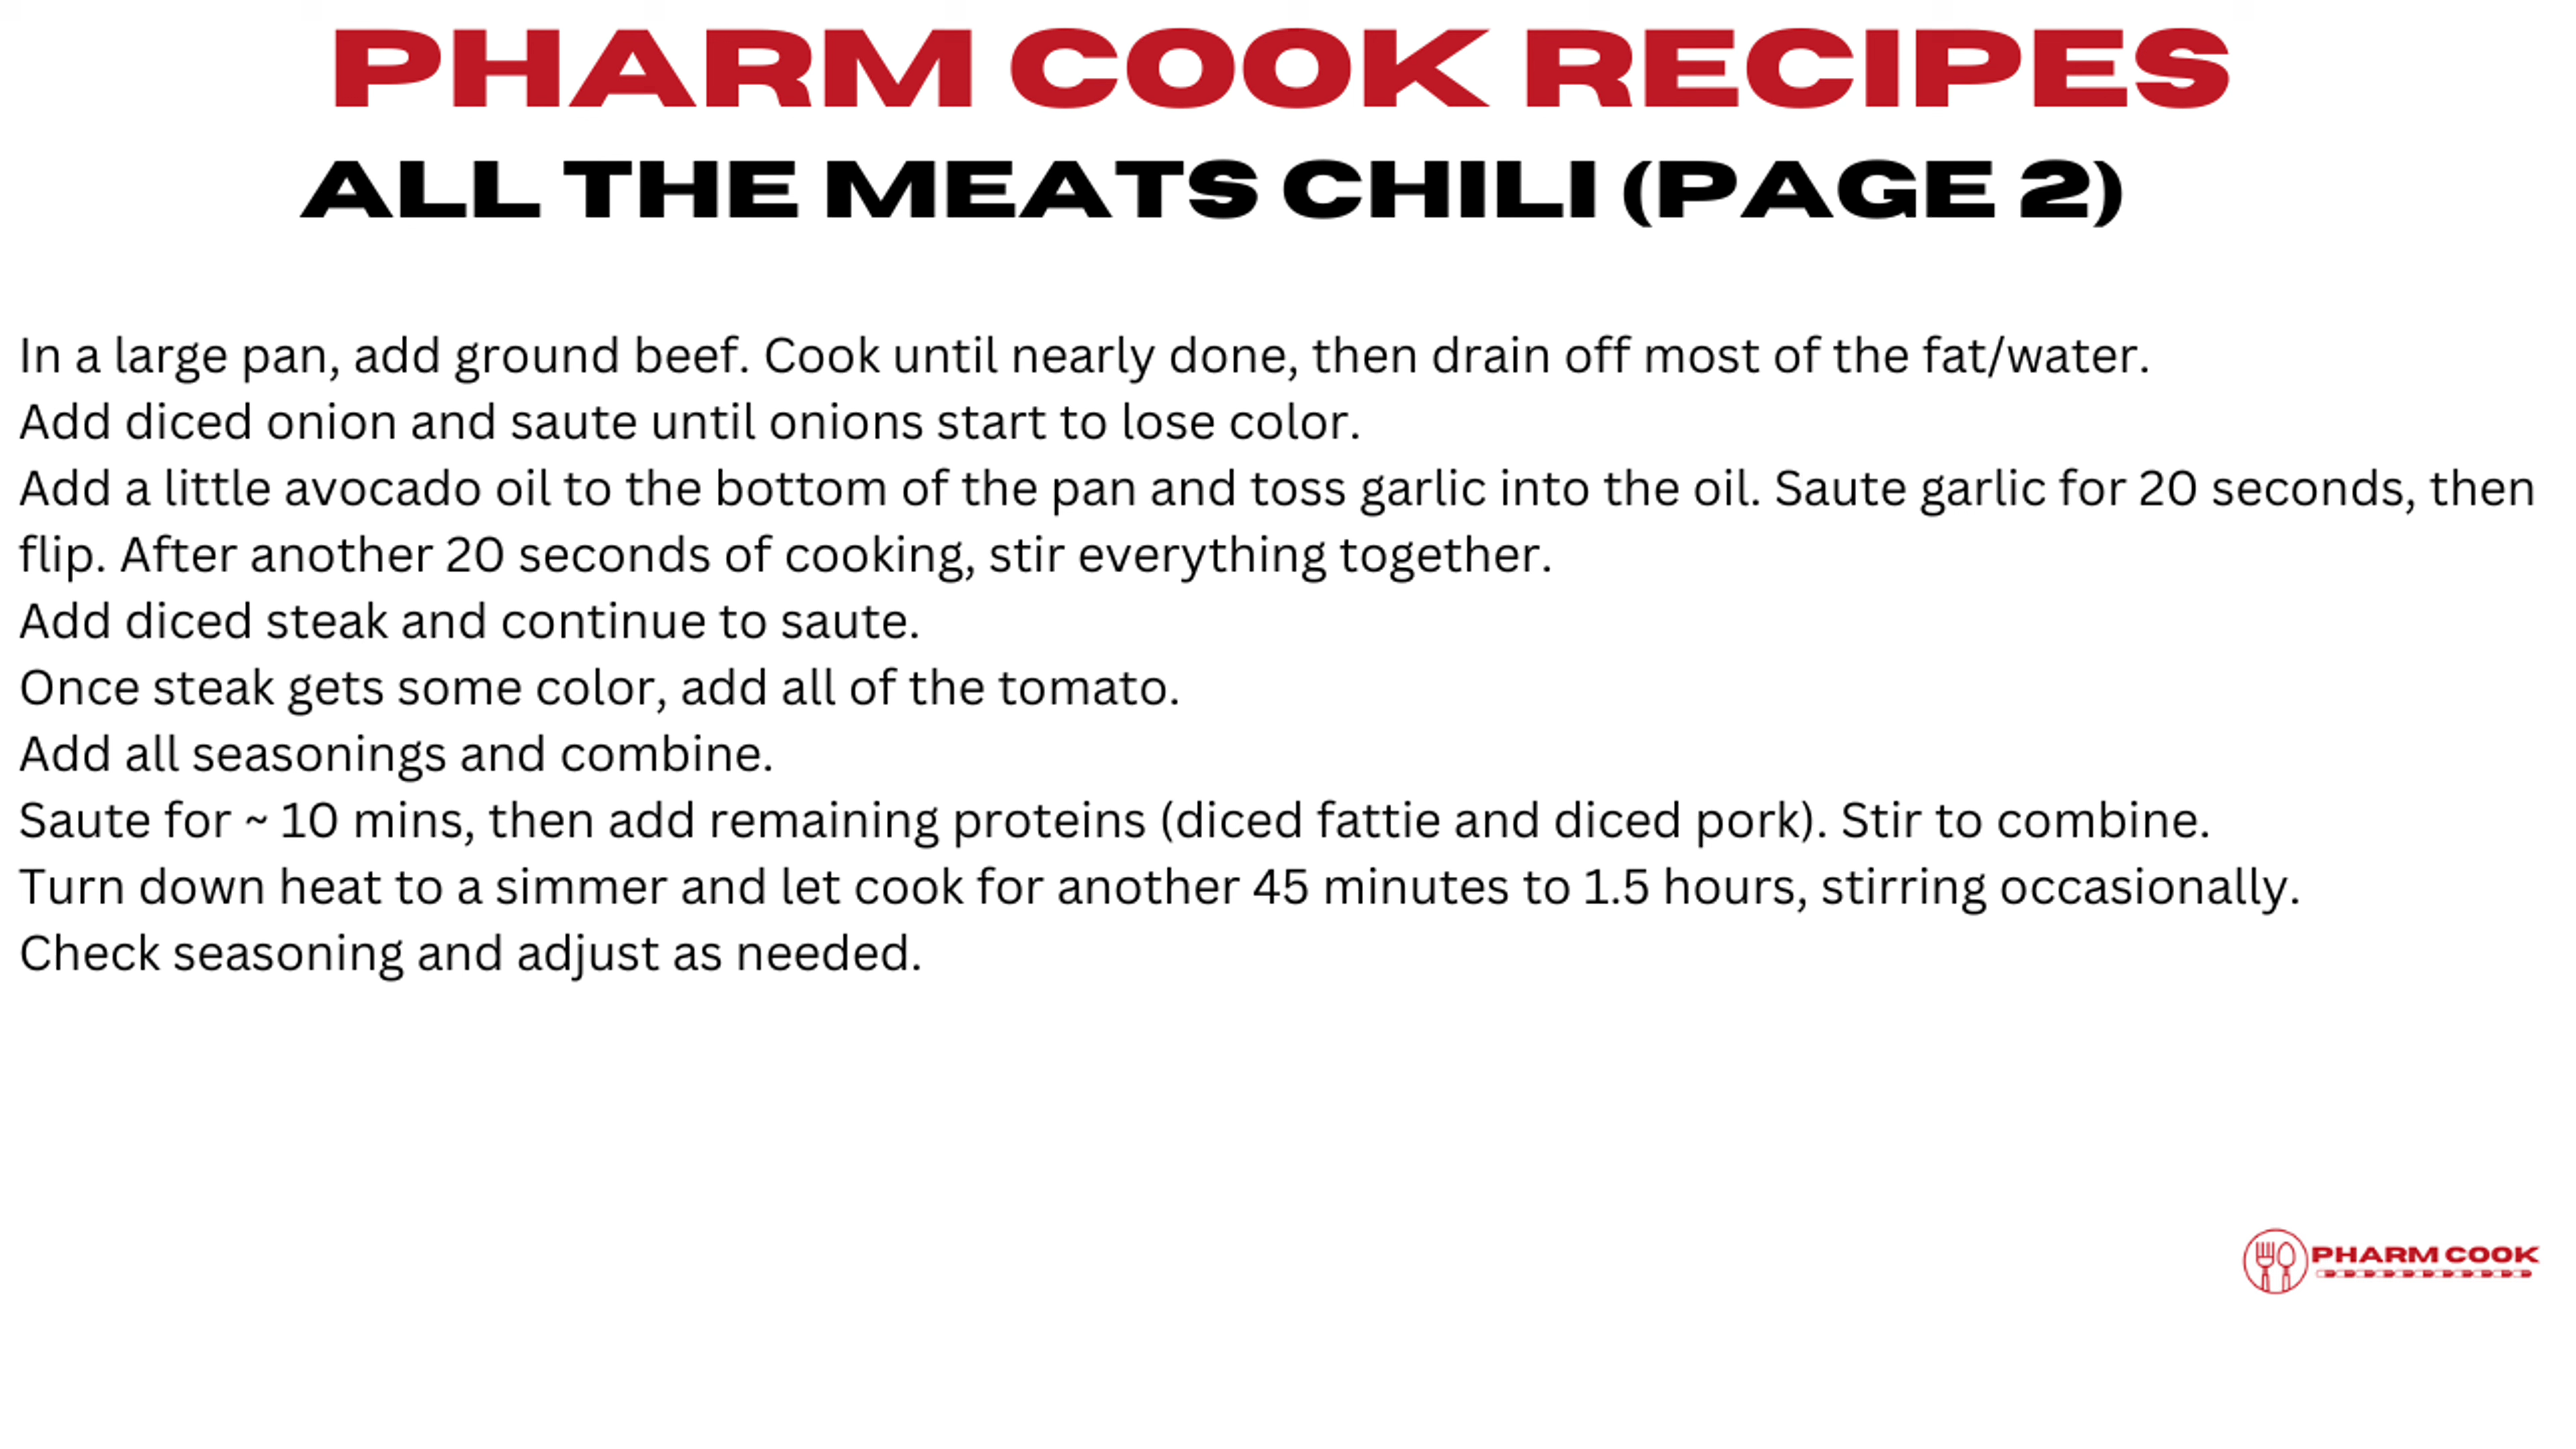 PHARM COOK RECIPES
ALL THE MEATS CHILI (PAGE 2)
In a large pan, add ground beef. Cook until nearly done, then drain off most of the fat/water.
Add diced onion and saute until onions start to lose color.
Add a little avocado oil to the bottom of the pan and toss garlic into the oil. Saute garlic for 20 seconds, then
flip. After another 20 seconds of cooking, stir everything together.
Add diced steak and continue to saute.
Once steak gets some color, add all of the tomato.
Add all seasonings and combine.
Saute for ~ 10 mins, then add remaining proteins (diced fattie and diced pork). Stir to combine.
Turn down heat to a simmer and let cook for another 45 minutes to 1.5 hours, stirring occasionally.
Check seasoning and adjust as needed.
PHARM COOK